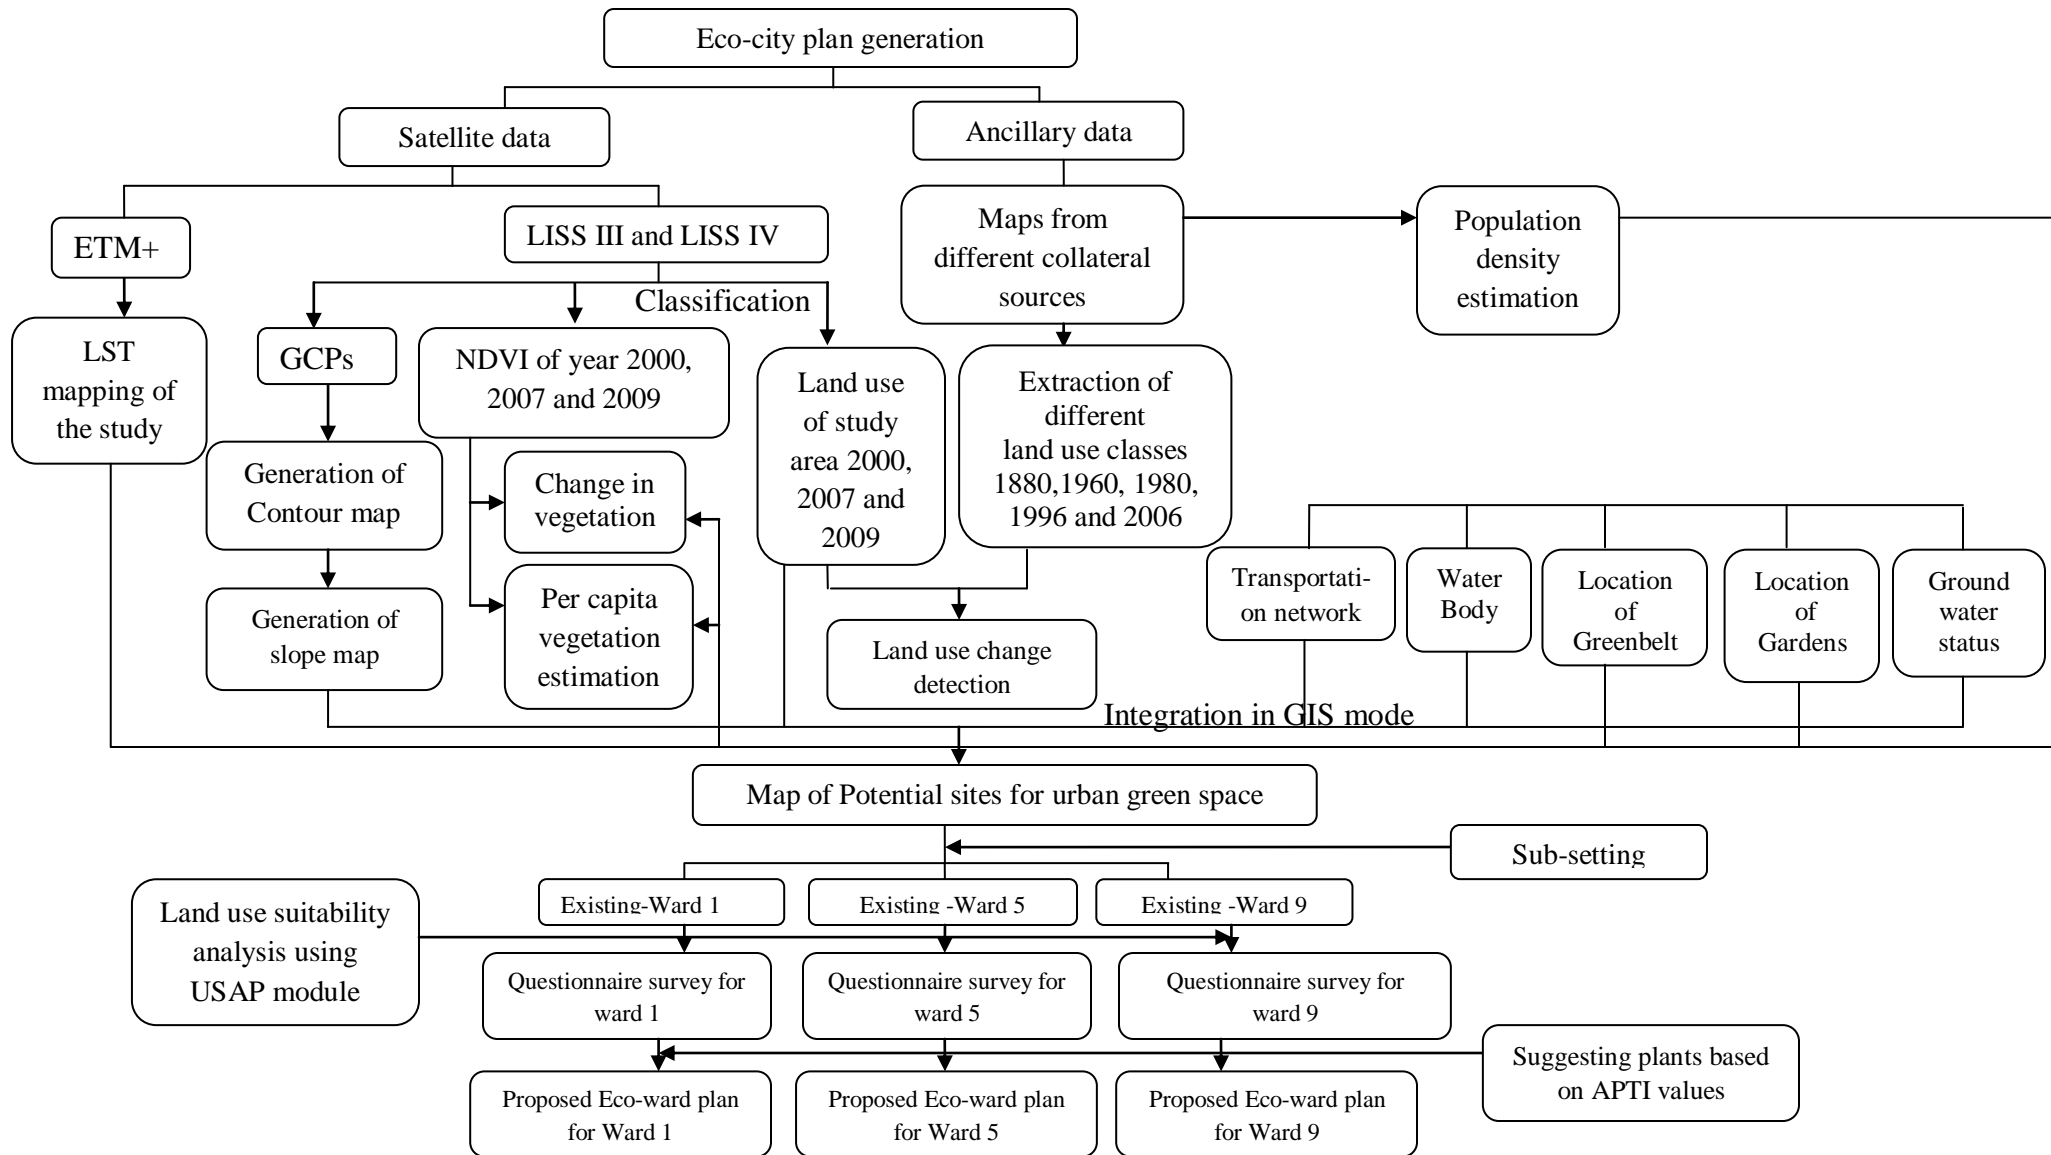 Eco-city plan generation
Satellite data
Ancillary data
ETM+
LISS III and LISS IV
Maps from
different collateral
sources
Population
density
estimation
Classification
LST
mapping of
the study
GCPs
NDVI of year 2000,
2007 and 2009
Land use
of study
area 2000,
2007 and
2009
Extraction of
different
land use classes
1880,1960, 1980,
1996 and 2006
Generation of
Contour map
Change in
vegetation
Generation of
slope map
Per capita
vegetation
estimation
Land use change
detection
Transportati-
on network
Water
Body
Location
of
Greenbelt
Location
of
Gardens
Ground
water
status
Integration in GIS mode
Map of Potential sites for urban green space
Sub-setting
Existing-Ward 1
Existing -Ward 5
Existing -Ward 9
Land use suitability
analysis using
USAP module
Questionnaire survey for
ward 1
Questionnaire survey for
ward 5
Questionnaire survey for
ward 9
Suggesting plants based
on APTI values
Proposed Eco-ward plan
for Ward 1
Proposed Eco-ward plan
for Ward 5
Proposed Eco-ward plan
for Ward 9